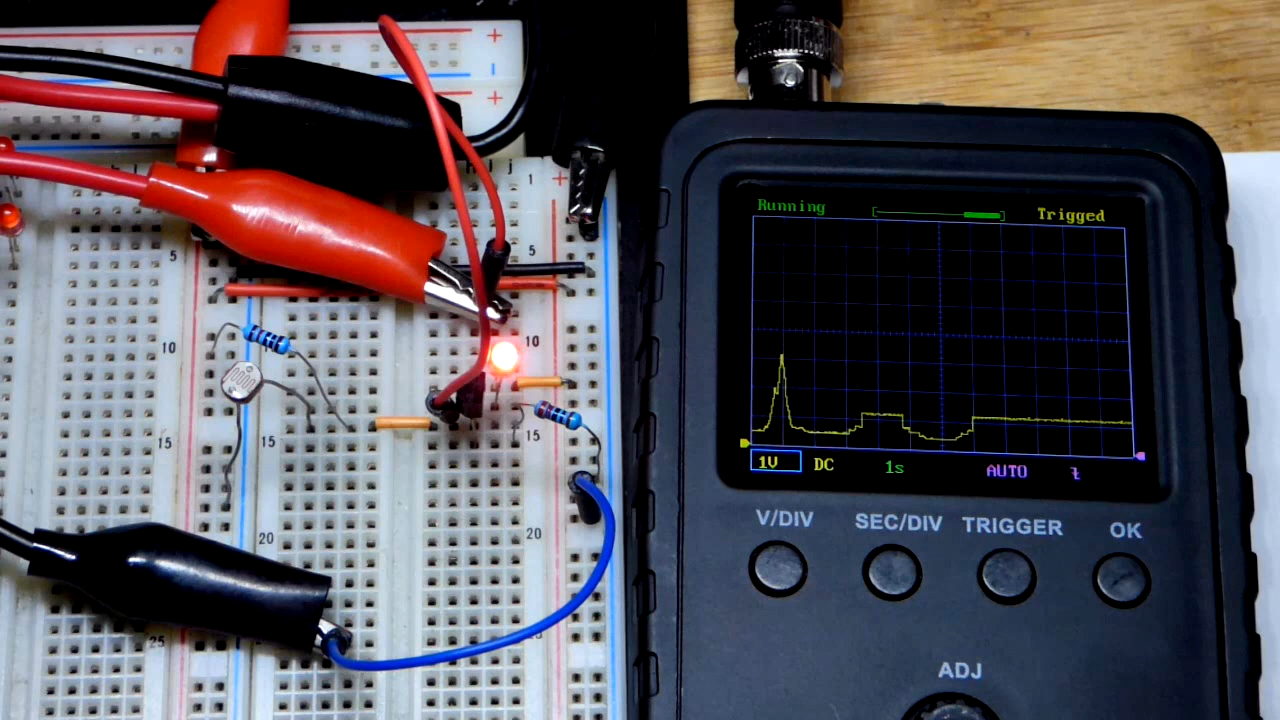 Running
Trigged
1V DC 1s AUTO
V/DIV SEC/DIV TRIGGER OK
ADJ
h i j 1
5
5
10
10
15
15
15
20
20
25